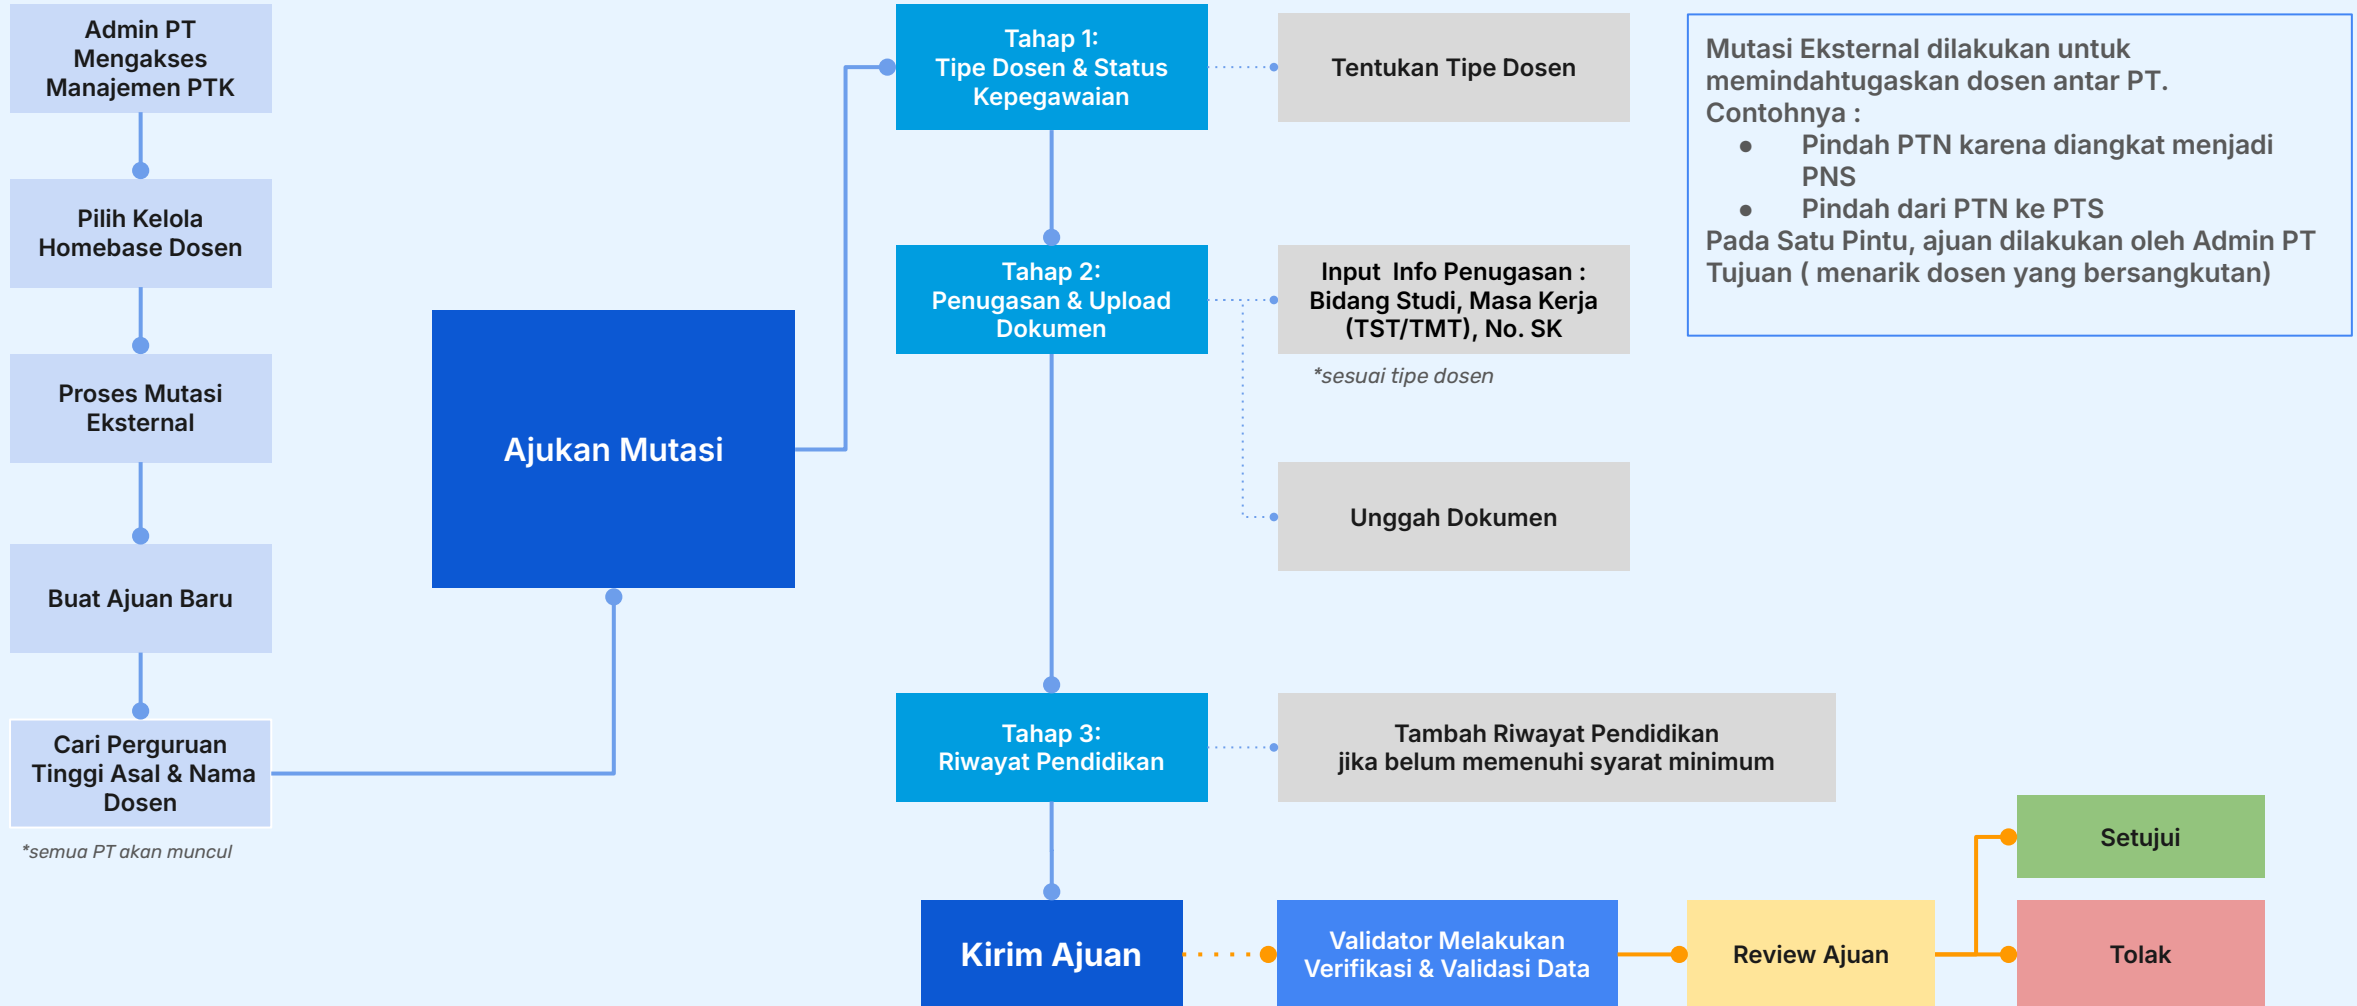 Admin PT
Mengakses
Manajemen PTK
Pilih Kelola
Homebase Dosen
Proses Mutasi
Eksternal
Buat Ajuan Baru
Cari Perguruan
Tinggi Asal & Nama
Dosen
*semua PT akan muncul
Ajukan Mutasi
Tahap 1:
Tipe Dosen & Status
Kepegawaian
Tentukan Tipe Dosen
Tahap 2:
Penugasan & Upload
Dokumen
Input Info Penugasan :
Bidang Studi, Masa Kerja
(TST/TMT), No. SK
*sesuai tipe dosen
Unggah Dokumen
Tahap 3:
Riwayat Pendidikan
Tambah Riwayat Pendidikan
jika belum memenuhi syarat minimum
Kirim Ajuan
Validator Melakukan
Verifikasi & Validasi Data
Review Ajuan
Setujui
Tolak
Mutasi Eksternal dilakukan untuk
memindahtugaskan dosen antar PT.
Contohnya :
● Pindah PTN karena diangkat menjadi
PNS
● Pindah dari PTN ke PTS
Pada Satu Pintu, ajuan dilakukan oleh Admin PT
Tujuan ( menarik dosen yang bersangkutan)